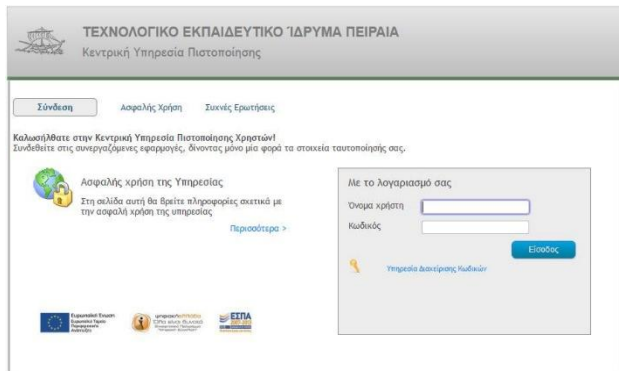 ΤΕΧΝΟΛΟΓΙΚΟ ΕΚΠΑΙΔΕΥΤΙΚΟ ΊΔΡΥΜΑ ΠΕΙΡΑΙΑ
Κεντρική Υπηρεσία Πιστοποίησης
Σύνδεση
Ασφαλής Χρήση
Συχνές Ερωτήσεις
Καλωσήλθατε στην Κεντρική Υπηρεσία Πιστοποίησης Χρηστών!
Συνδεθείτε στις συνεργαζόμενες εφαρμογές, δίνοντας μόνο μία φορά τα στοιχεία ταυτοποίησής σας.
Ασφαλής χρήση της Υπηρεσίας
Στη σελίδα αυτή θα βρείτε πληροφορίες σχετικά με
την ασφαλή χρήση της υπηρεσίας
Περισσότερα >
Με το λογαριασμό σας
Όνομα χρήστη
Κωδικός
Είσοδος
Υπηρεσία Διαχείρισης Κωδικών
Ευρωπαϊκή Ένωση
ΕΣΠΑ